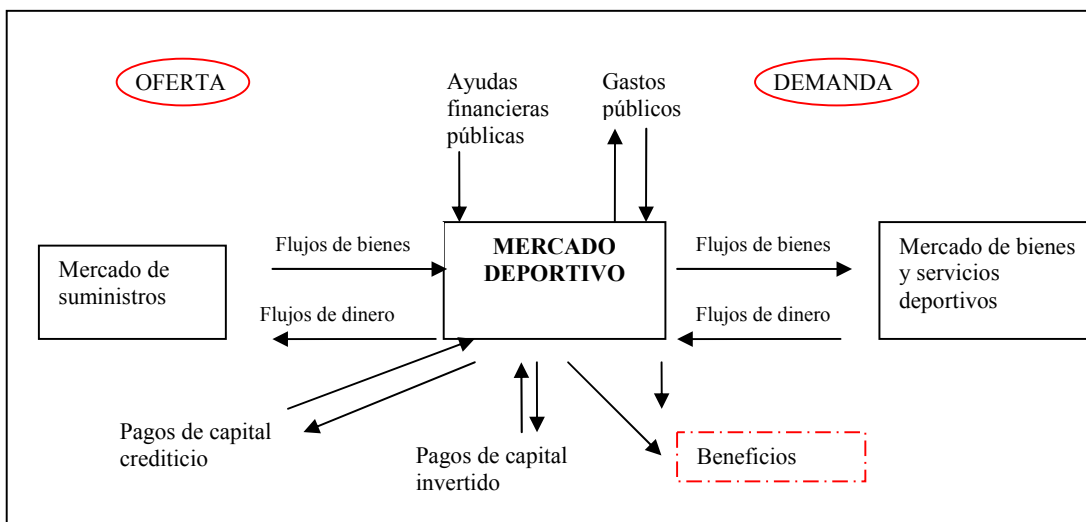 OFERTA
Ayudas
financieras
públicas
Gastos
públicos
DEMANDA
Mercado de
suministros
Flujos de bienes
Flujos de dinero
MERCADO
DEPORTIVO
Flujos de bienes
Flujos de dinero
Mercado de bienes
y servicios
deportivos
Pagos de capital
crediticio
Pagos de capital
invertido
Beneficios